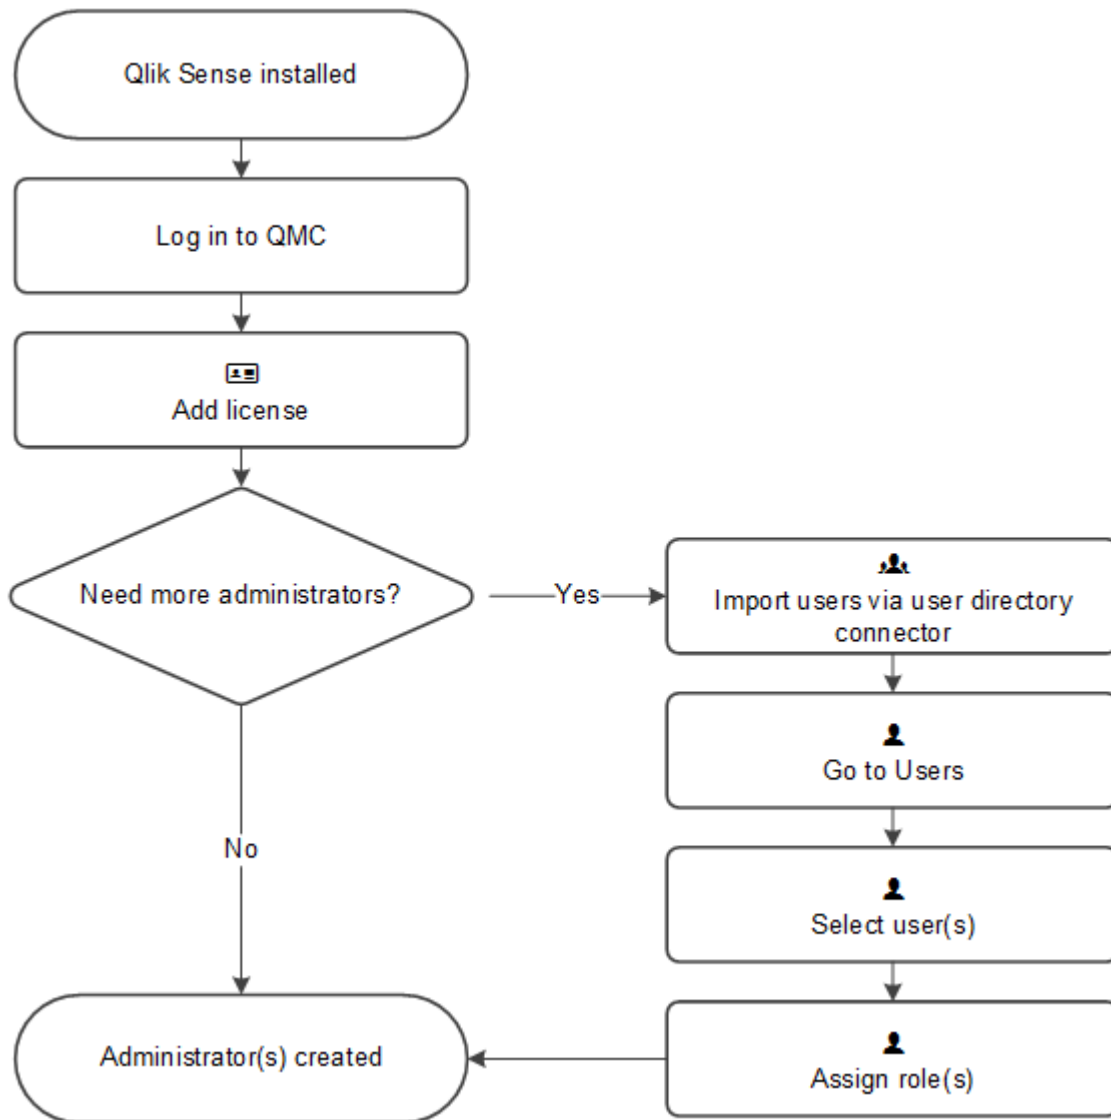 Qlik Sense installed
Log in to QMC
Add license
Need more administrators?
Yes
Import users via user directory
connector
Go to Users
Select user(s)
No
Assign role(s)
Administrator(s) created